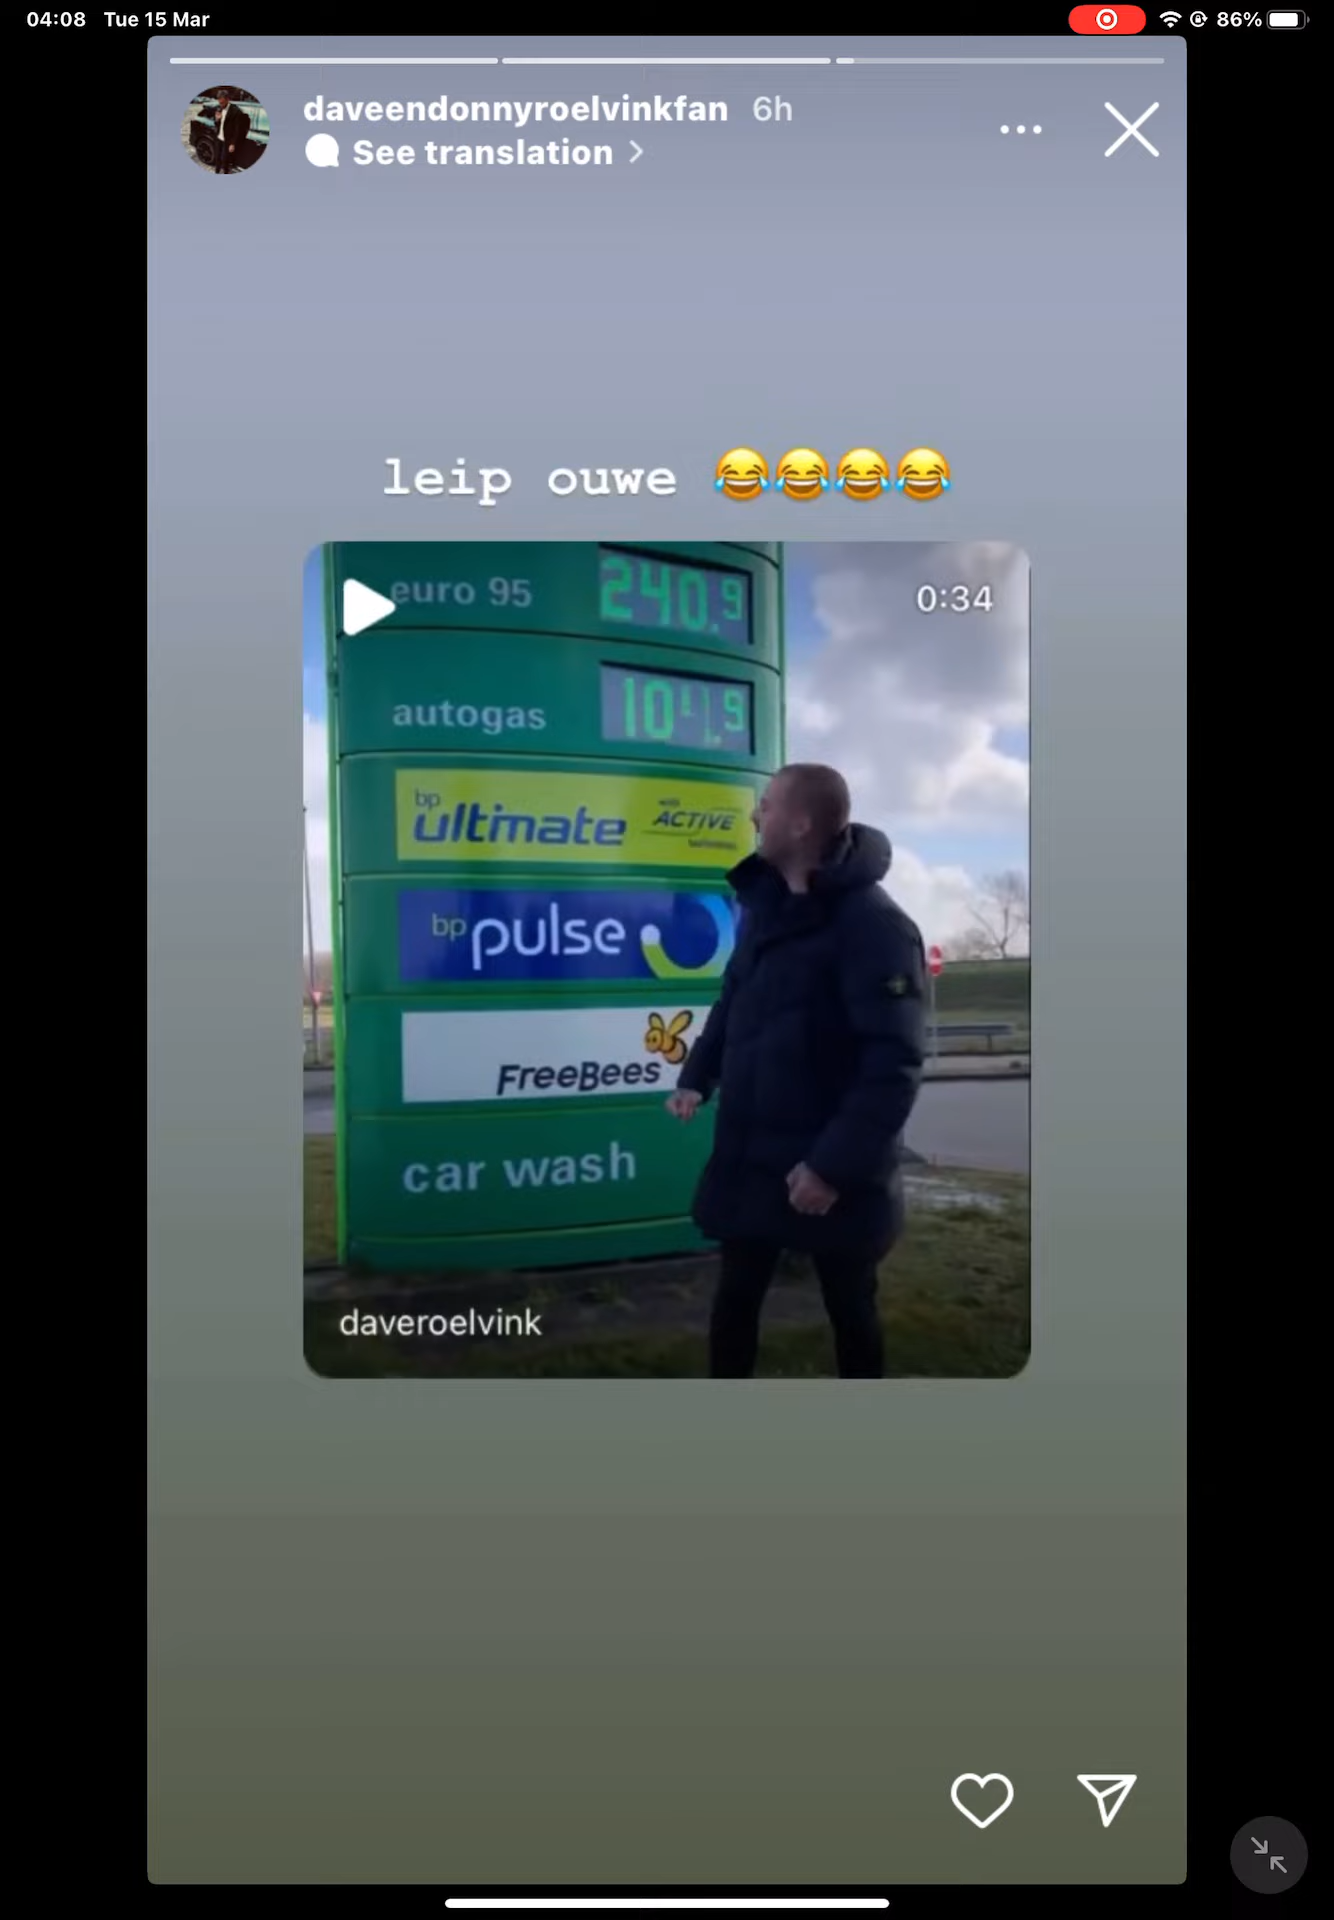 04:08 Tue 15 Mar
86%
daveendonnyroelvinkfan 6h
See translation
leip ouwe 😂😂😂😂
0:34
euro 95 240.9
autogas
bp ultimate with ACTIVE
bp pulse
FreeBees
car wash
daveroelvink